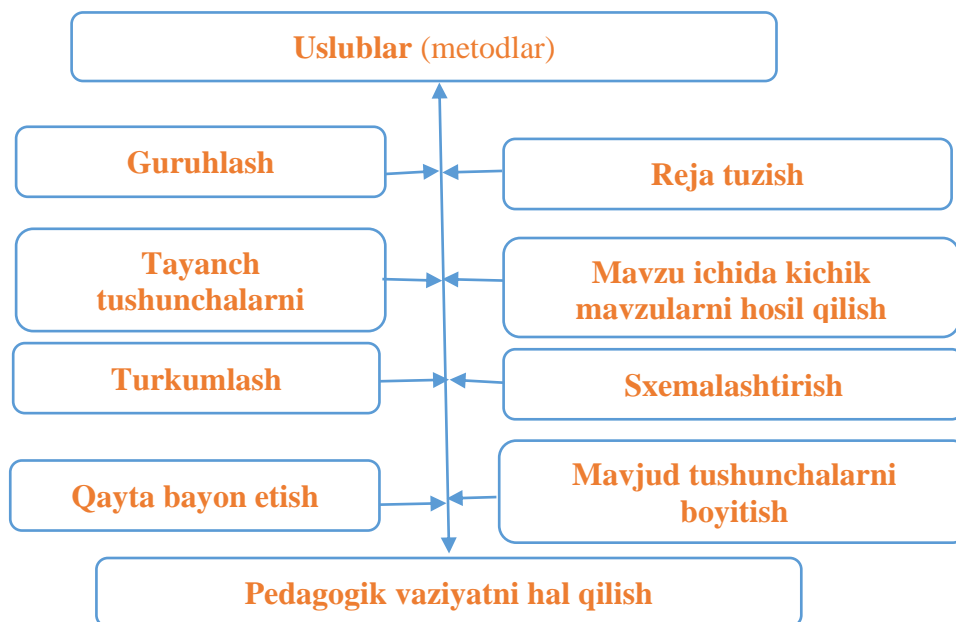 Uslublar (metodlar)
Guruhlash
Reja tuzish
Tayanch
tushunchalarni
Mavzu ichida kichik
mavzularni hosil qilish
Turkumlash
Sxemalashtirish
Qayta bayon etish
Mavjud tushunchalarni
boyitish
Pedagogik vaziyatni hal qilish